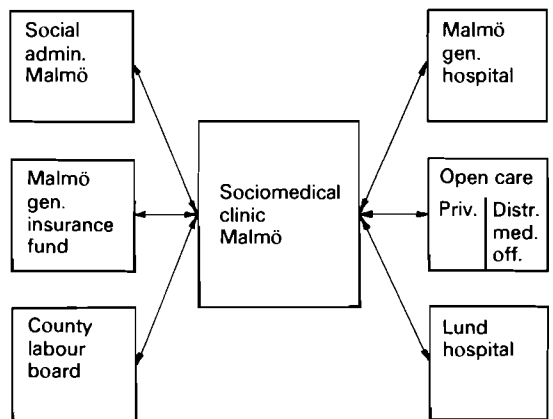 Social
admin.
Malmö
Malmö
gen.
insurance
fund
County
labour
board
Sociomedical
clinic
Malmö
Malmö
gen.
hospital
Open care
Priv.
Distr.
med.
off.
Lund
hospital